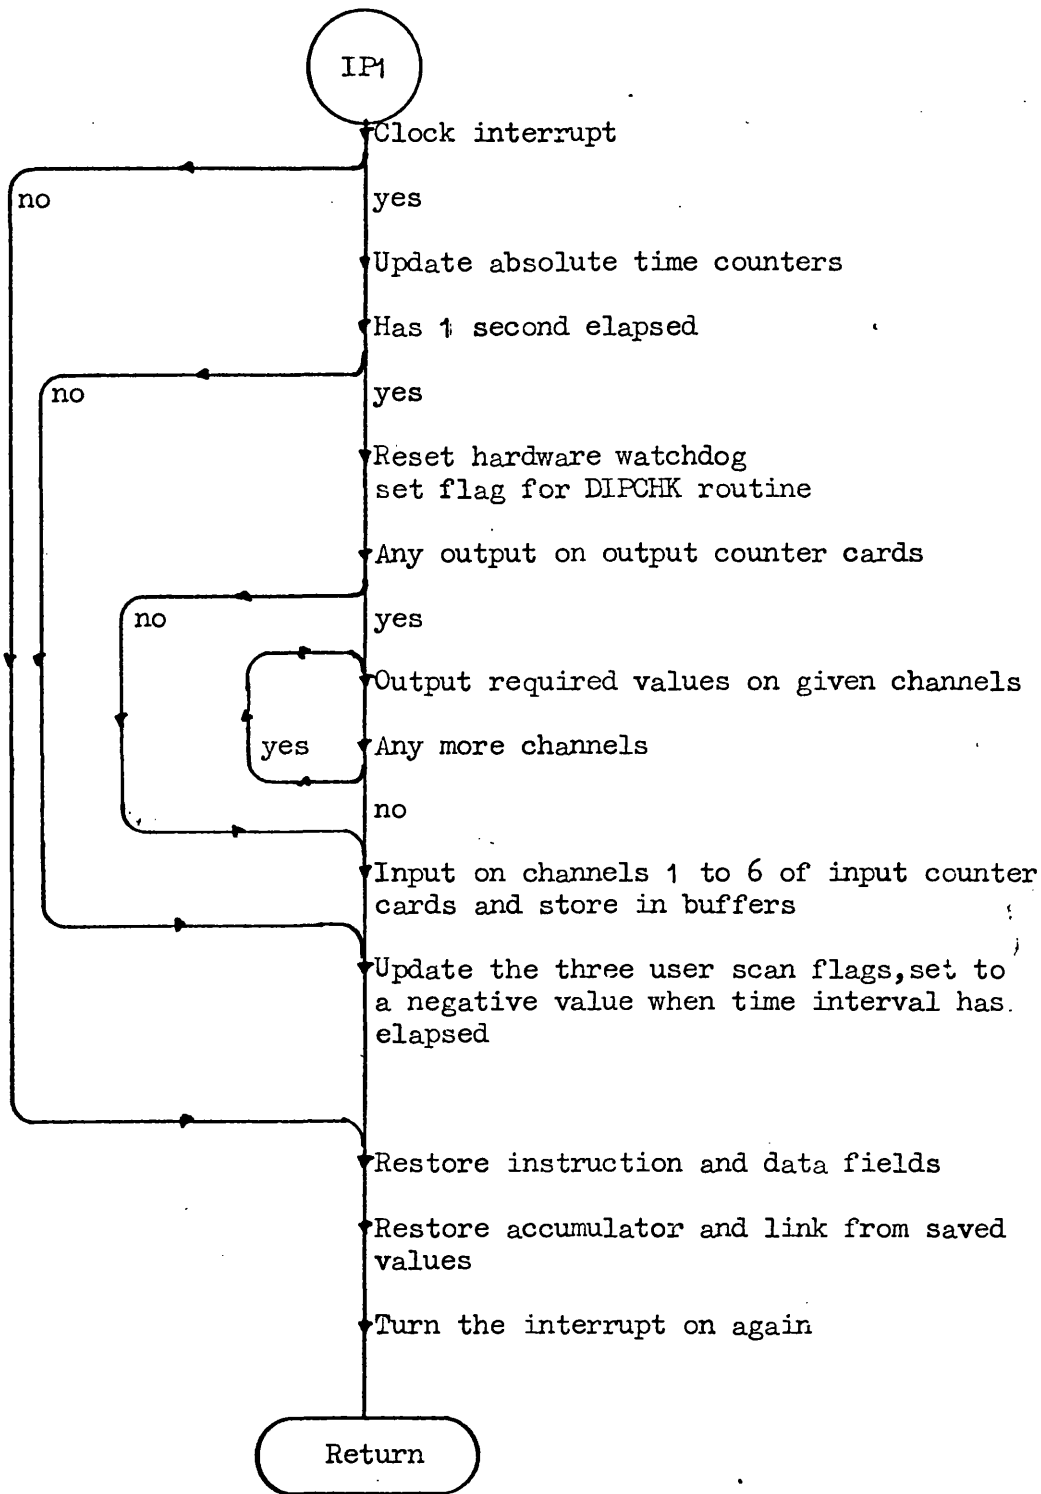 IP1
Clock interrupt
no
yes
Update absolute time counters
Has 1 second elapsed
no
yes
Reset hardware watchdog
set flag for DIPCHK routine
Any output on output counter cards
no
yes
Output required values on given channels
yes
Any more channels
no
Input on channels 1 to 6 of input counter
cards and store in buffers
Update the three user scan flags,set to
a negative value when time interval has
elapsed
Restore instruction and data fields
Restore accumulator and link from saved
values
Turn the interrupt on again
Return